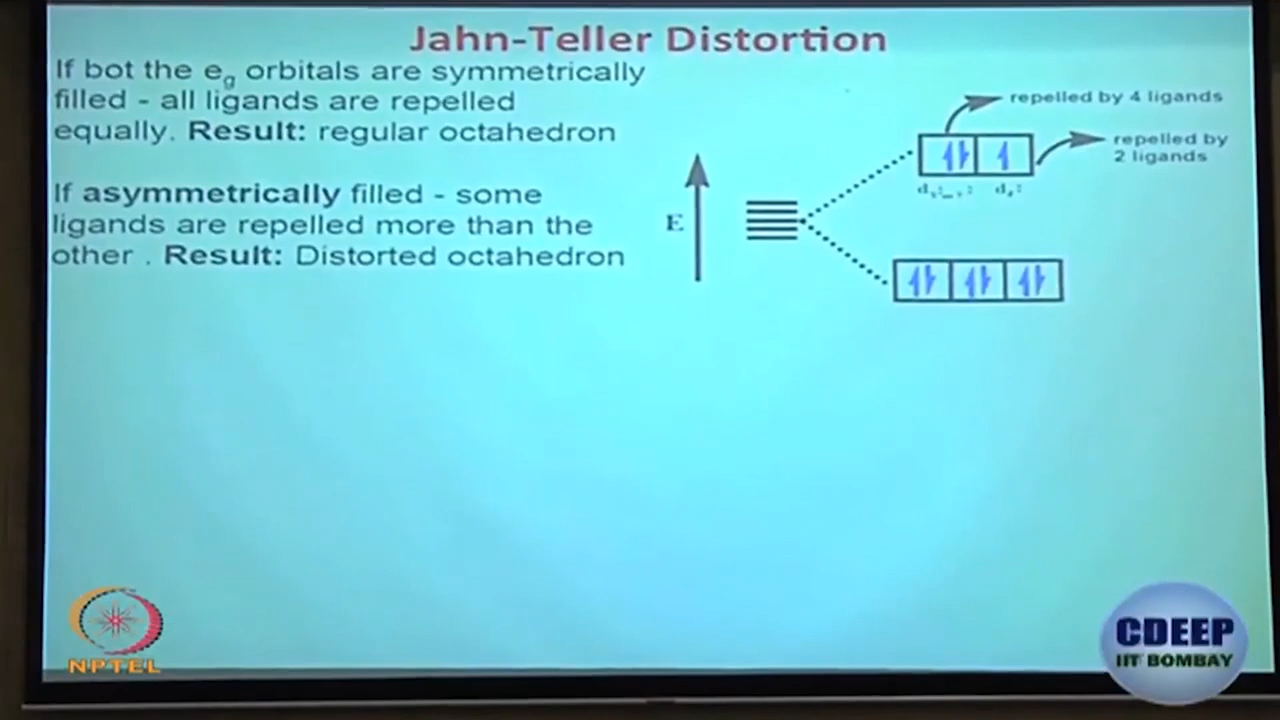 Jahn-Teller Distortion
If bot the eg orbitals are symmetrically
filled - all ligands are repelled
equally. Result: regular octahedron
If asymmetrically filled - some
ligands are repelled more than the
other . Result: Distorted octahedron
repelled by 4 ligands
repelled by
2 ligands
E
NPTEL
CDEEP
IIT BOMBAY